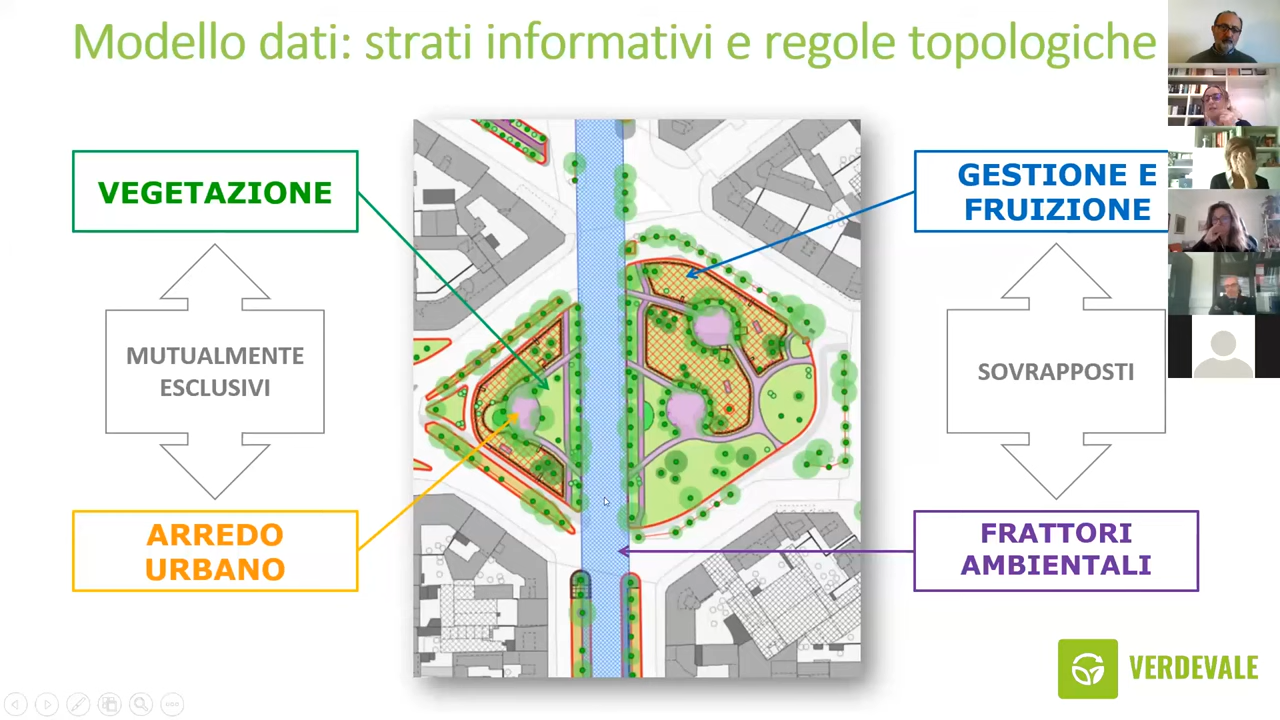 Modello dati: strati informativi e regole topologiche
VEGETAZIONE
GESTIONE E
FRUIZIONE
MUTUALMENTE
ESCLUSIVI
SOVRAPPOSTI
ARREDO
URBANO
FRATTORI
AMBIENTALI
VERDEVALE